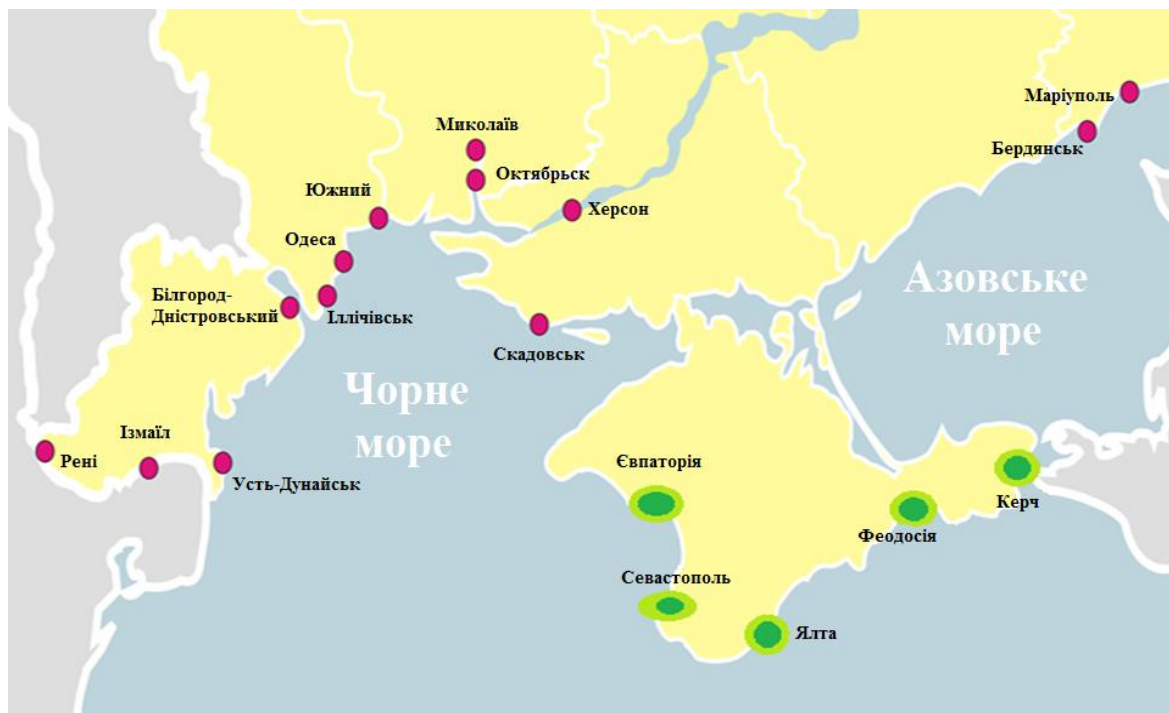 Маріуполь
Миколаїв
Бердянськ
Октябрьск
Южний
Херсон
Одеса
Азовське
море
Білгород-
Дністровський
Іллічівськ
Скадовськ
Чорне
море
Ізмаїл
Рені
Євпаторія
Усть-Дунайськ
Керч
Феодосія
Севастополь
Ялта